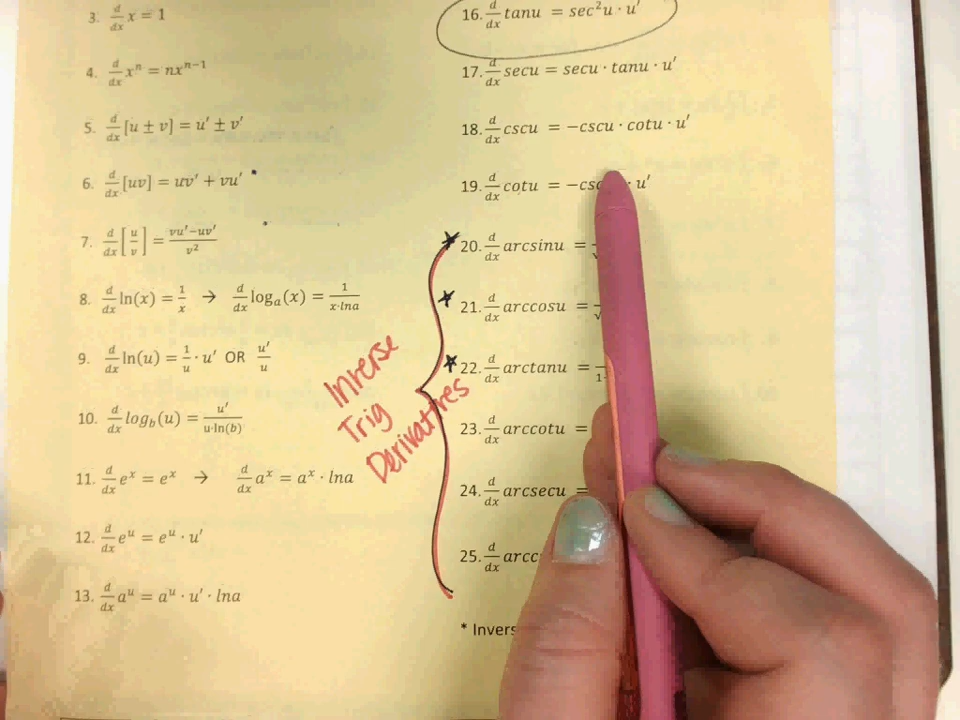 3. d/dx x = 1
4. d/dx xⁿ = nxⁿ⁻¹
5. d/dx [u ± v] = u' ± v'
6. d/dx [uv] = uv' + vu'
7. d/dx [u/v] = vu'−uv'/v²
8. d/dx ln(x) = 1/x → d/dx logₐ(x) = 1/x·lna
9. d/dx ln(u) = 1/u · u' OR u'/u
10. d/dx log_b(u) = u'/u·ln(b)
11. d/dx eˣ = eˣ → d/dx aˣ = aˣ · lna
12. d/dx eᵘ = eᵘ · u'
13. d/dx aᵘ = aᵘ · u' · lna
Inverse
Trig
Derivatives
16. d/dx tanu = sec²u · u'
17. d/dx secu = secu · tanu · u'
18. d/dx cscu = −cscu · cotu · u'
19. d/dx cotu = −csc · u'
20. d/dx arcsinu =
21. d/dx arccosu =
22. d/dx arctanu =
23. d/dx arccotu =
24. d/dx arcsecu =
25. d/dx arcc
* Invers